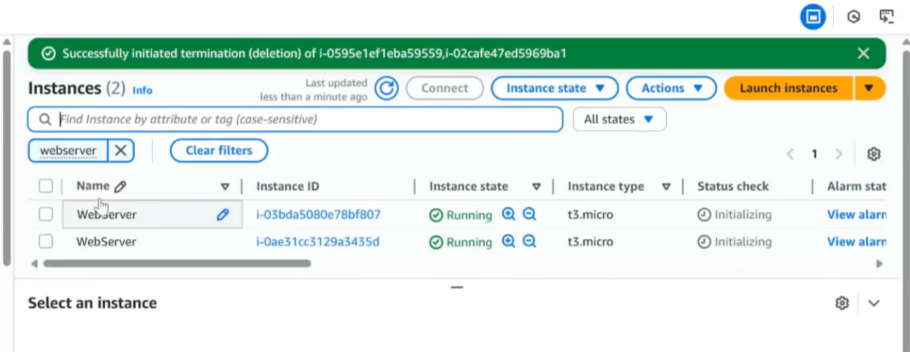 Successfully initiated termination (deletion) of i-0595e1ef1eba59559,i-02cafe47ed5969ba1
Instances (2) Info
Last updated
less than a minute ago
Connect
Instance state
Actions
Launch instances
Find Instance by attribute or tag (case-sensitive)
All states
webserver
Clear filters
1
Name Instance ID Instance state Instance type Status check Alarm stat
WebServer i-03bda5080e78bf807 Running t3.micro Initializing View alarn
WebServer i-0ae31cc3129a3435d Running t3.micro Initializing View alarn
Select an instance